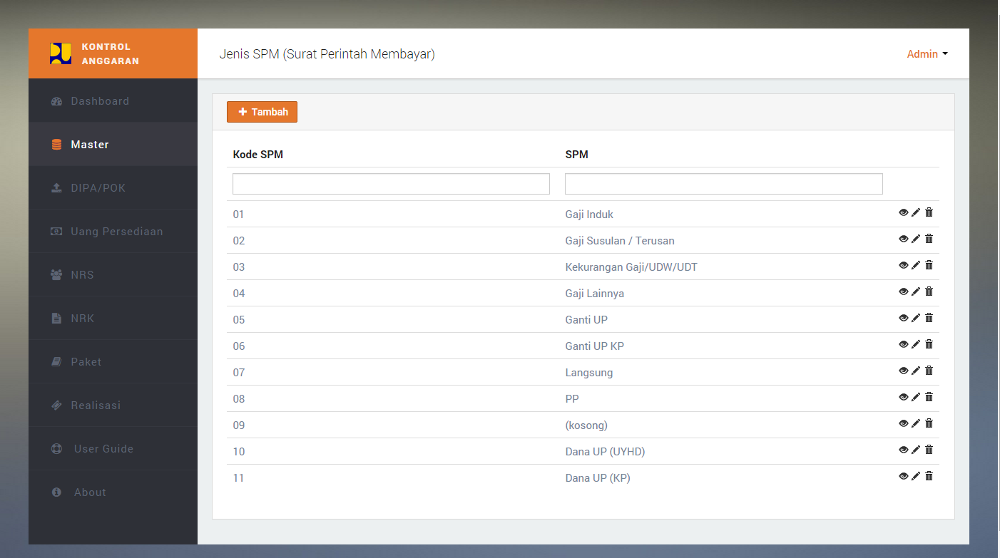 KONTROL
ANGGARAN
Jenis SPM (Surat Perintah Membayar)
Admin
Dashboard
Master
DIPA/POK
Uang Persediaan
NRS
NRK
Paket
Realisasi
User Guide
About
Tambah
Kode SPM SPM
01 Gaji Induk
02 Gaji Susulan / Terusan
03 Kekurangan Gaji/UDW/UDT
04 Gaji Lainnya
05 Ganti UP
06 Ganti UP KP
07 Langsung
08 PP
09 (kosong)
10 Dana UP (UYHD)
11 Dana UP (KP)